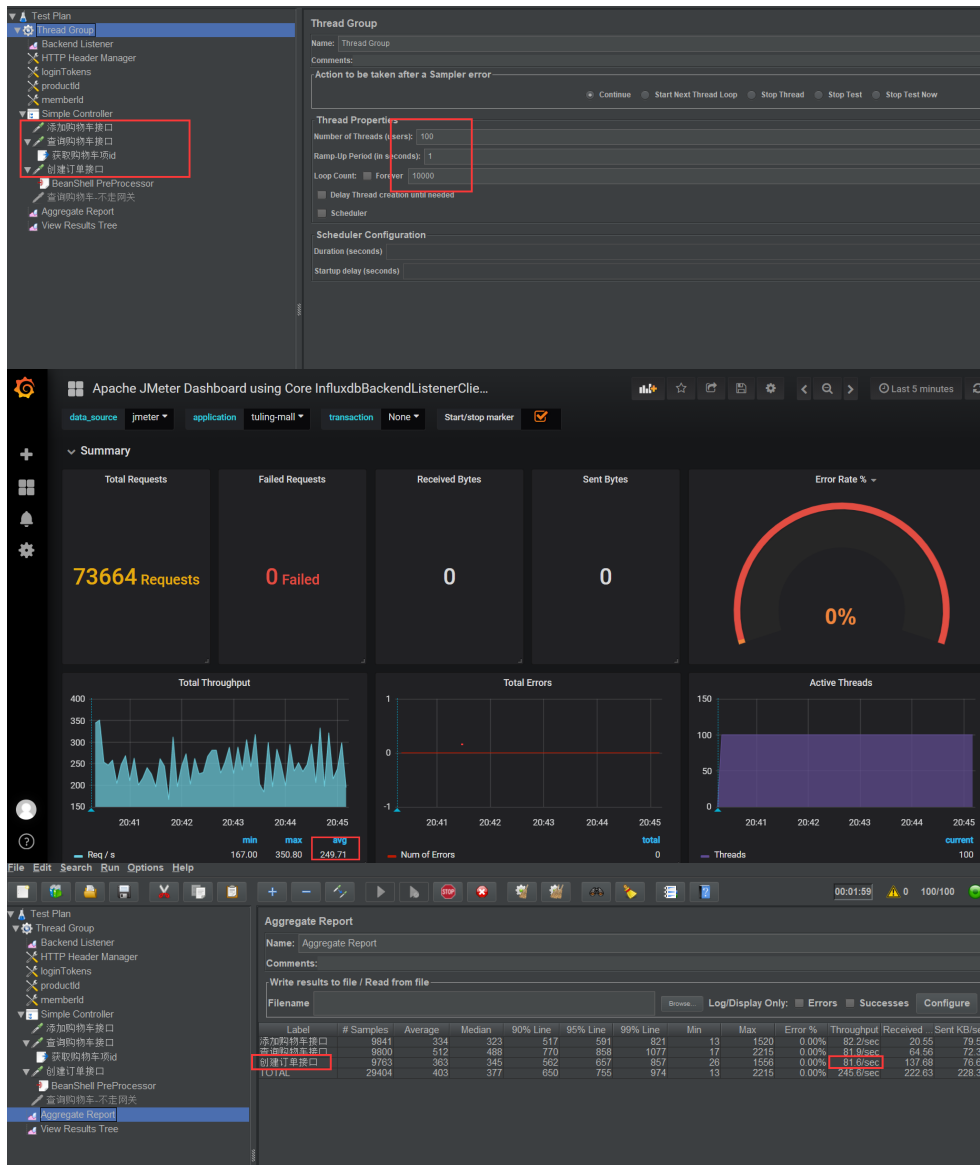 Test Plan
Thread Group
Backend Listener
HTTP Header Manager
loginTokens
productId
memberId
Simple Controller
添加购物车接口
查询购物车接口
获取购物车项id
创建订单接口
BeanShell PreProcessor
查询购物车-不走网关
Aggregate Report
View Results Tree
Thread Group
Name: Thread Group
Comments:
Action to be taken after a Sampler error
Continue Start Next Thread Loop Stop Thread Stop Test Stop Test Now
Thread Properties
Number of Threads (users): 100
Ramp-Up Period (in seconds): 1
Loop Count: Forever 10000
Delay Thread creation until needed
Scheduler
Scheduler Configuration
Duration (seconds)
Startup delay (seconds)
Apache JMeter Dashboard using Core InfluxdbBackendListenerClie...
Last 5 minutes
data_source jmeter application tuling-mall transaction None Start/stop marker
Summary
Total Requests Failed Requests Received Bytes Sent Bytes Error Rate %
73664 Requests 0 Failed 0 0 0%
Total Throughput
400
350
300
250
200
150
20:41 20:42 20:43 20:44 20:45
min max avg
Req / s 167.00 350.80 249.71
Total Errors
1
0
-1
20:41 20:42 20:43 20:44 20:45
total
Num of Errors 0
Active Threads
150
100
50
0
20:41 20:42 20:43 20:44 20:45
current
Threads 100
File Edit Search Run Options Help
STOP
00:01:59 0 100/100
Test Plan
Thread Group
Backend Listener
HTTP Header Manager
loginTokens
productId
memberId
Simple Controller
添加购物车接口
查询购物车接口
获取购物车项id
创建订单接口
BeanShell PreProcessor
查询购物车-不走网关
Aggregate Report
View Results Tree
Aggregate Report
Name: Aggregate Report
Comments:
Write results to file / Read from file
Filename Browse... Log/Display Only: Errors Successes Configure
Label # Samples Average Median 90% Line 95% Line 99% Line Min Max Error % Throughput Received ... Sent KB/se
添加购物车接口 9841 334 323 517 591 821 13 1520 0.00% 82.2/sec 20.55 79.5
查询购物车接口 9800 512 488 770 858 1077 17 2215 0.00% 81.9/sec 64.56 72.3
创建订单接口 9763 363 345 562 657 857 26 1556 0.00% 81.6/sec 137.68 76.6
TOTAL 29404 403 377 650 755 974 13 2215 0.00% 245.6/sec 222.63 228.3